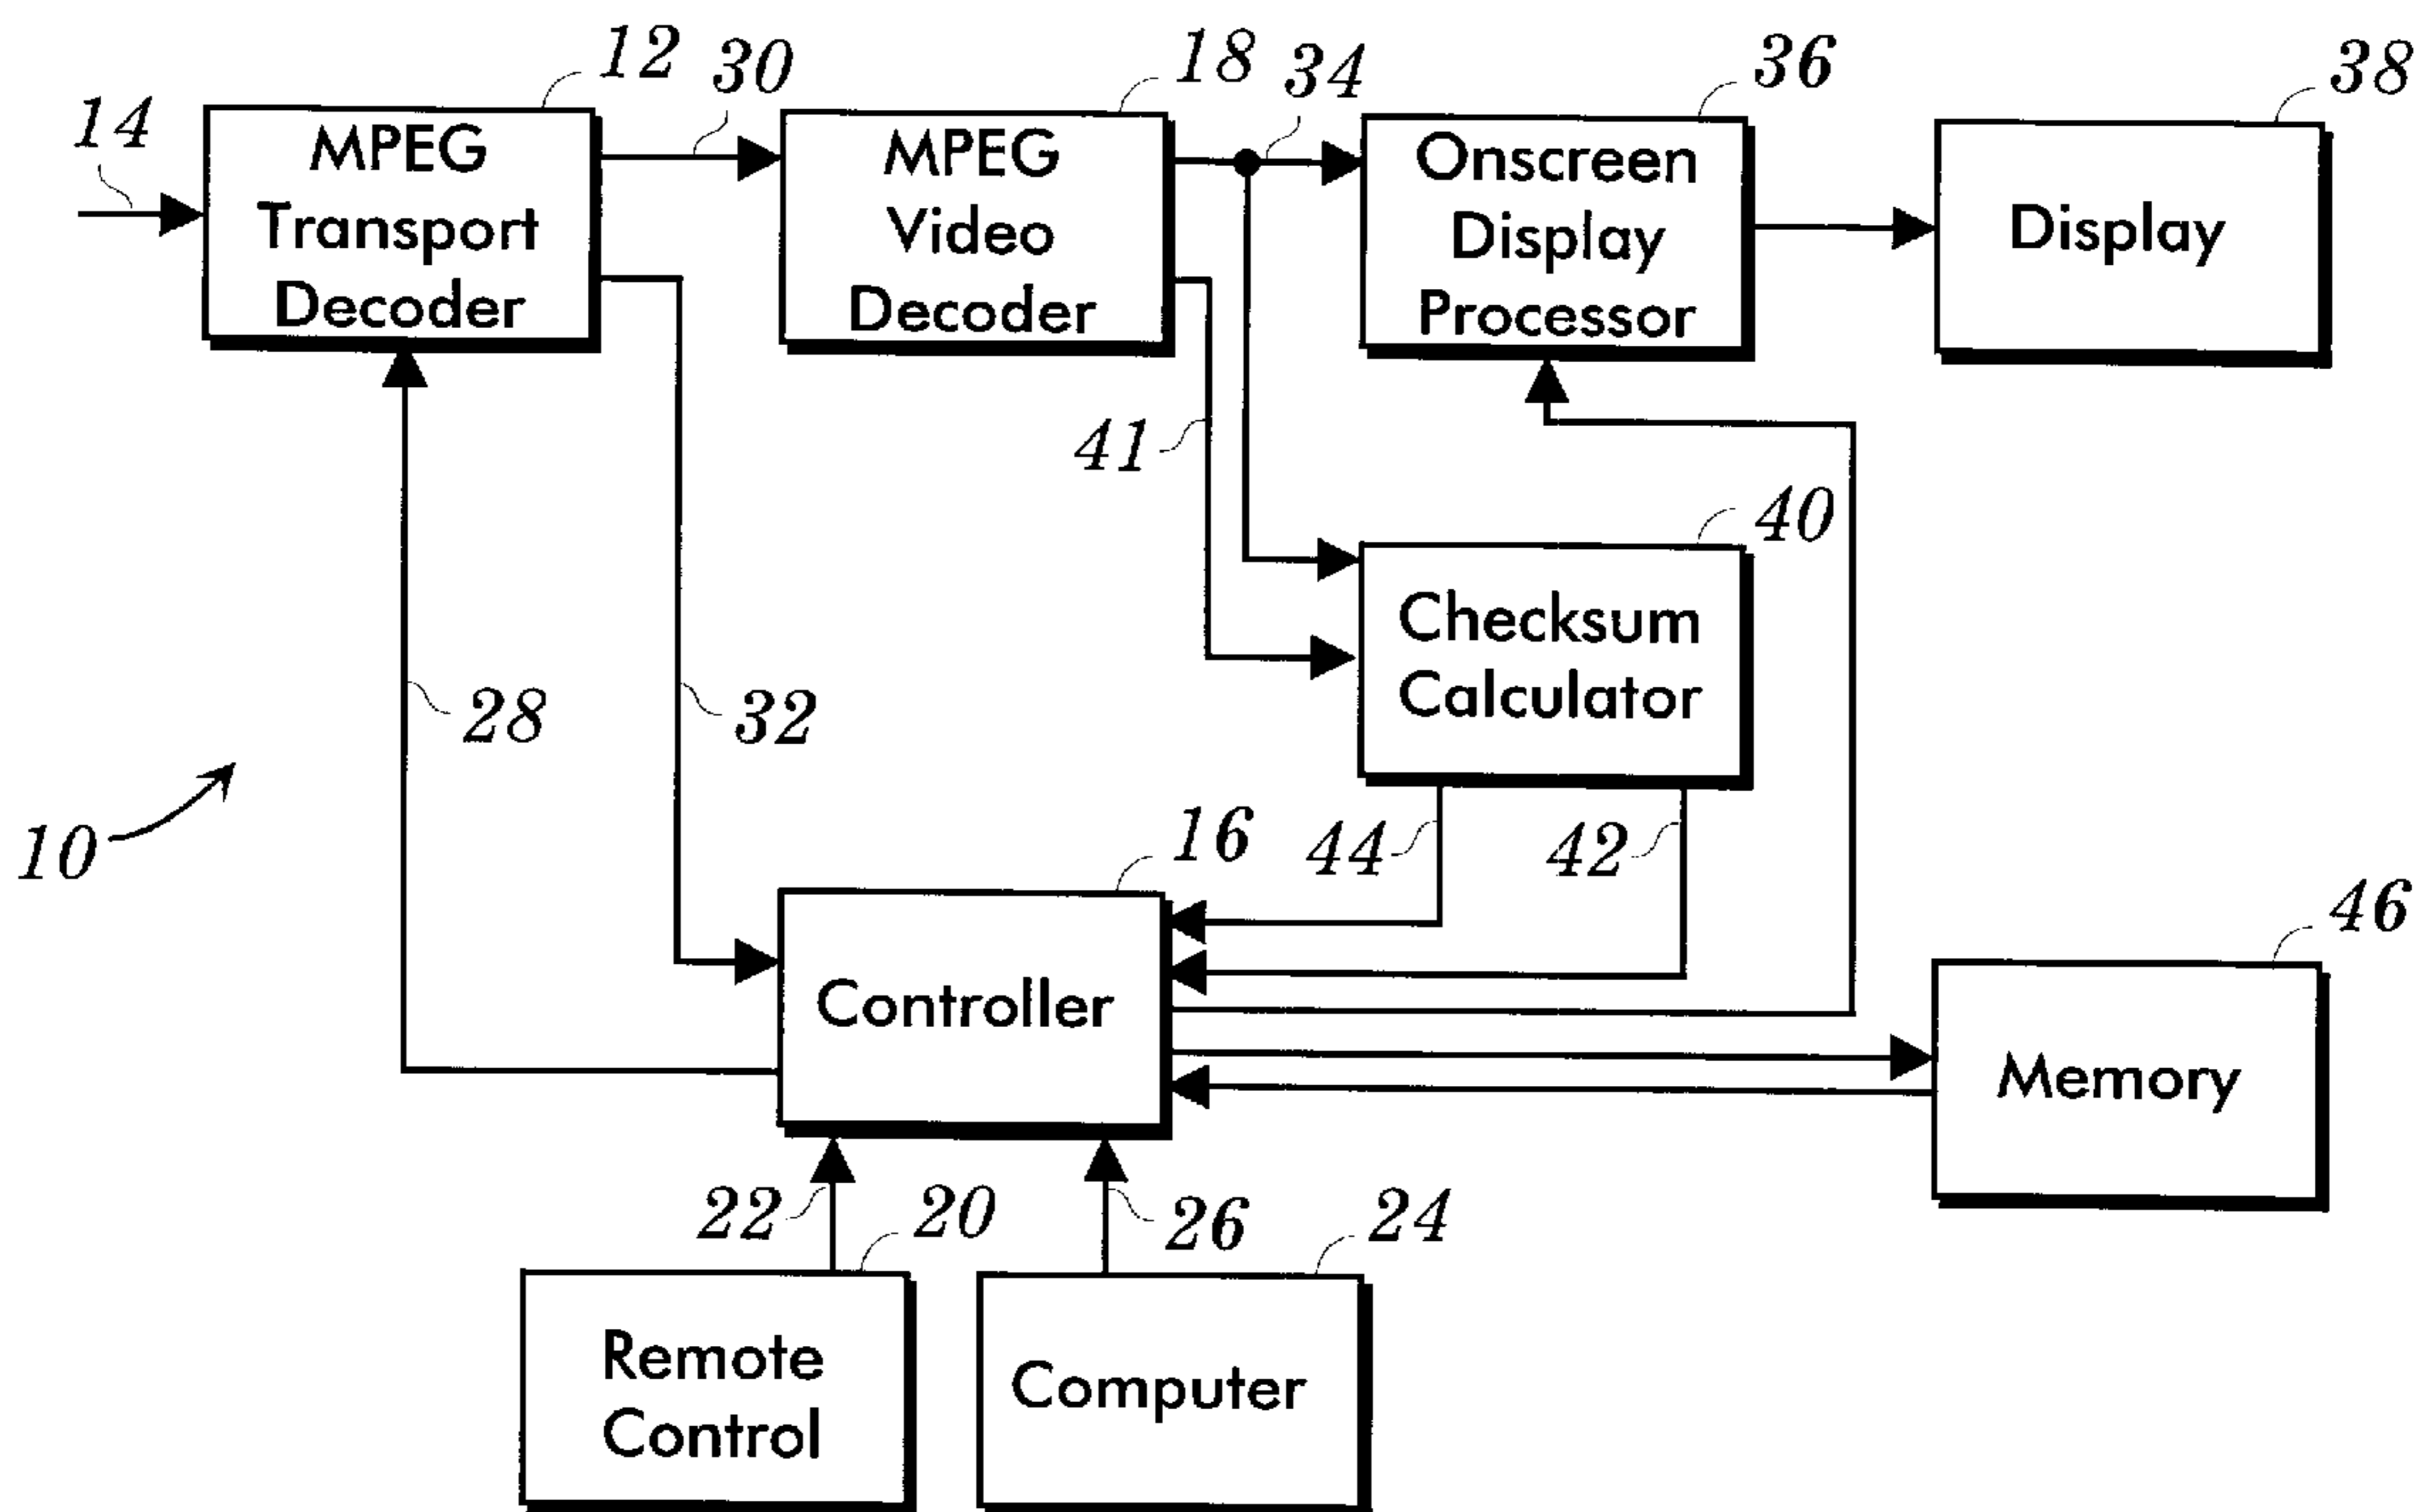 12
30
18
34
36
38
14
MPEG
Transport
Decoder
MPEG
Video
Decoder
Onscreen
Display
Processor
Display
41
40
Checksum
Calculator
28
32
10
16
44
42
46
Controller
Memory
22
20
26
24
Remote
Control
Computer